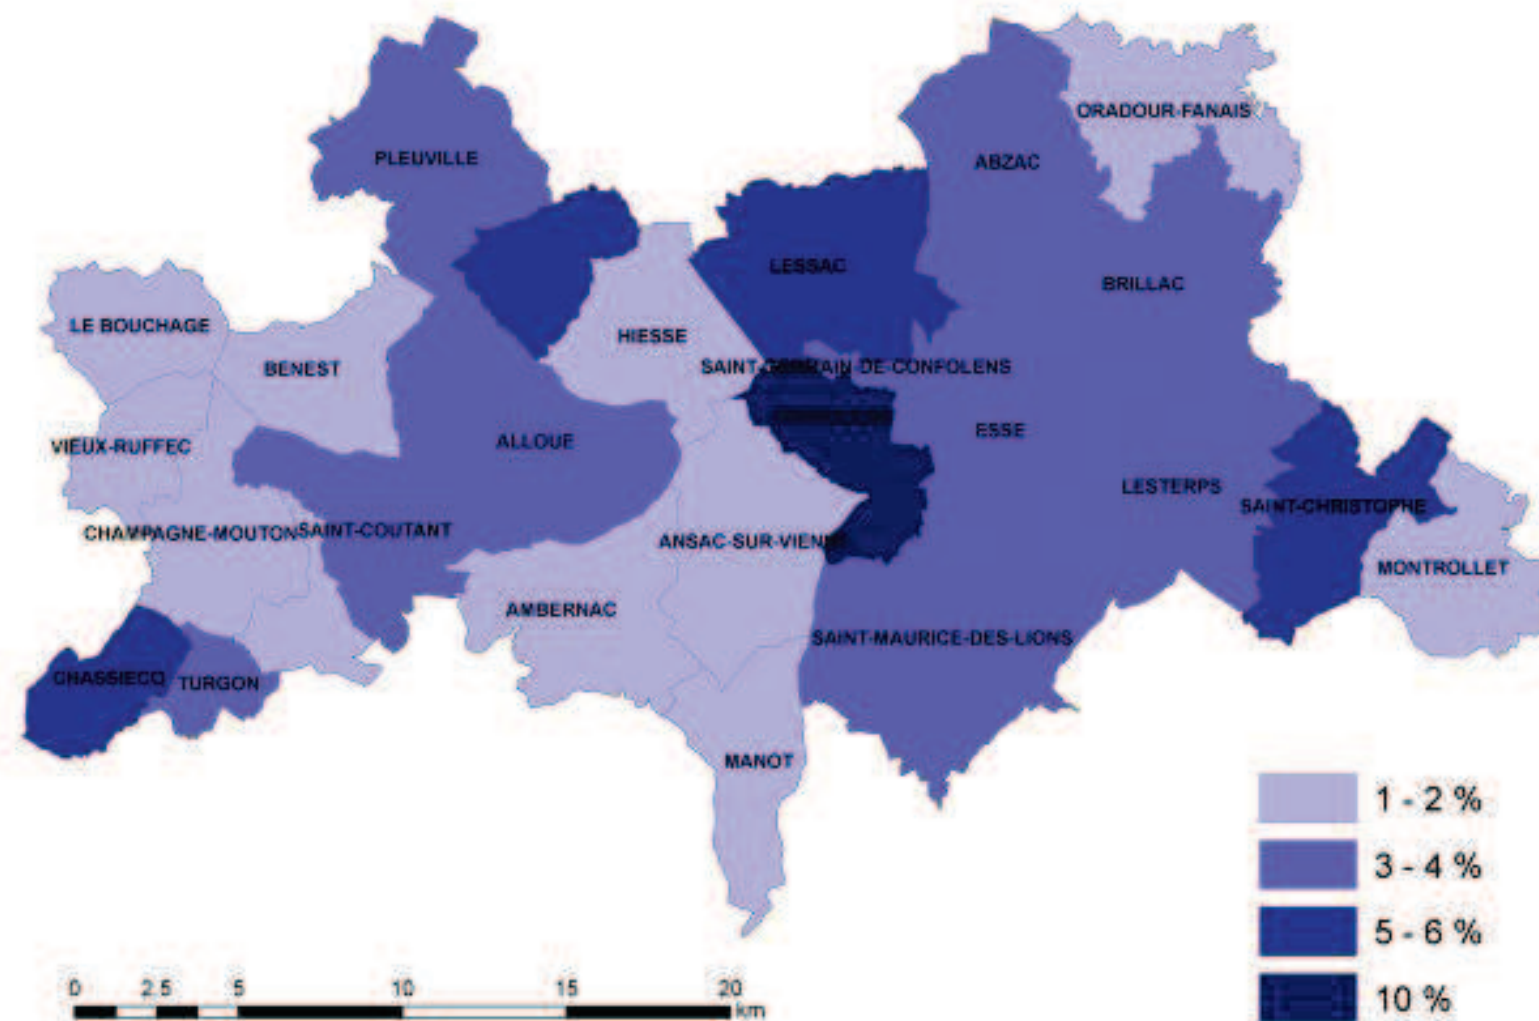 ORADOUR-FANAIS
PLEUVILLE
ABZAC
LESSAC
BRILLAC
LE BOUCHAGE
HIESSE
BENEST
SAINT-GERMAIN-DE-CONFOLENS
ESSE
ALLOUE
VIEUX-RUFFEC
LESTERPS
SAINT-CHRISTOPHE
CHAMPAGNE-MOUTON
SAINT-COUTANT
ANSAC-SUR-VIENNE
MONTROLLET
AMBERNAC
SAINT-MAURICE-DES-LIONS
CHASSIECQ
TURGON
MANOT
1 - 2 %
3 - 4 %
5 - 6 %
10 %
0 2.5 5 10 15 20
km